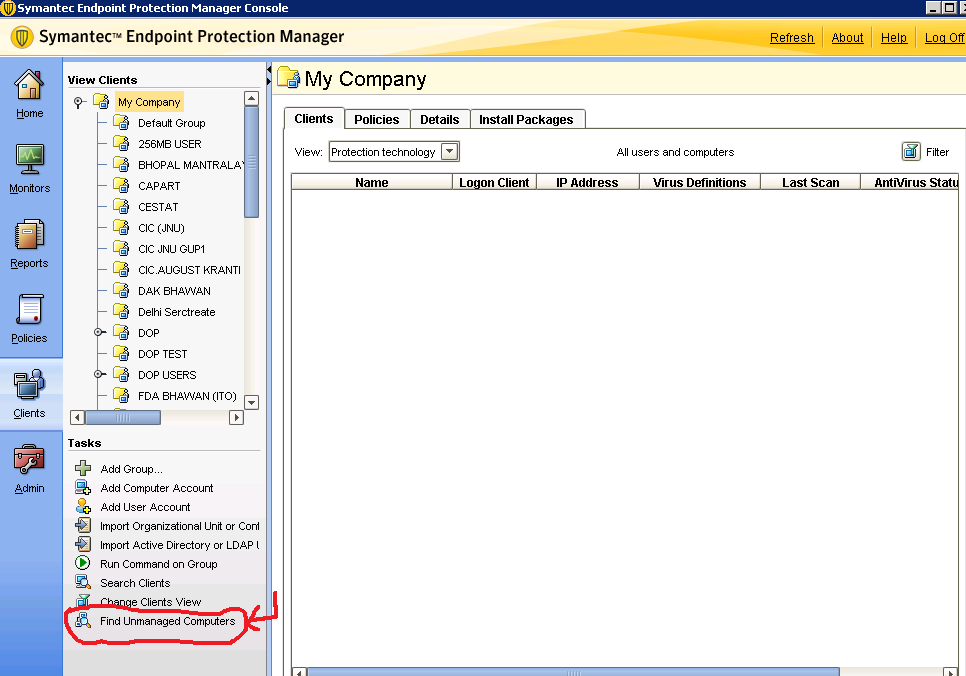 Symantec Endpoint Protection Manager Console
Symantec™ Endpoint Protection Manager
Refresh About Help Log Off
Home
Monitors
Reports
Policies
Clients
Admin
View Clients
My Company
Default Group
256MB USER
BHOPAL MANTRALAY
CAPART
CESTAT
CIC (JNU)
CIC JNU GUP1
CIC.AUGUST KRANTI
DAK BHAWAN
Delhi Serctreate
DOP
DOP TEST
DOP USERS
FDA BHAWAN (ITO)
Tasks
Add Group...
Add Computer Account
Add User Account
Import Organizational Unit or Cont
Import Active Directory or LDAP U
Run Command on Group
Search Clients
Change Clients View
Find Unmanaged Computers
My Company
Clients Policies Details Install Packages
View: Protection technology All users and computers Filter
Name Logon Client IP Address Virus Definitions Last Scan AntiVirus Statu